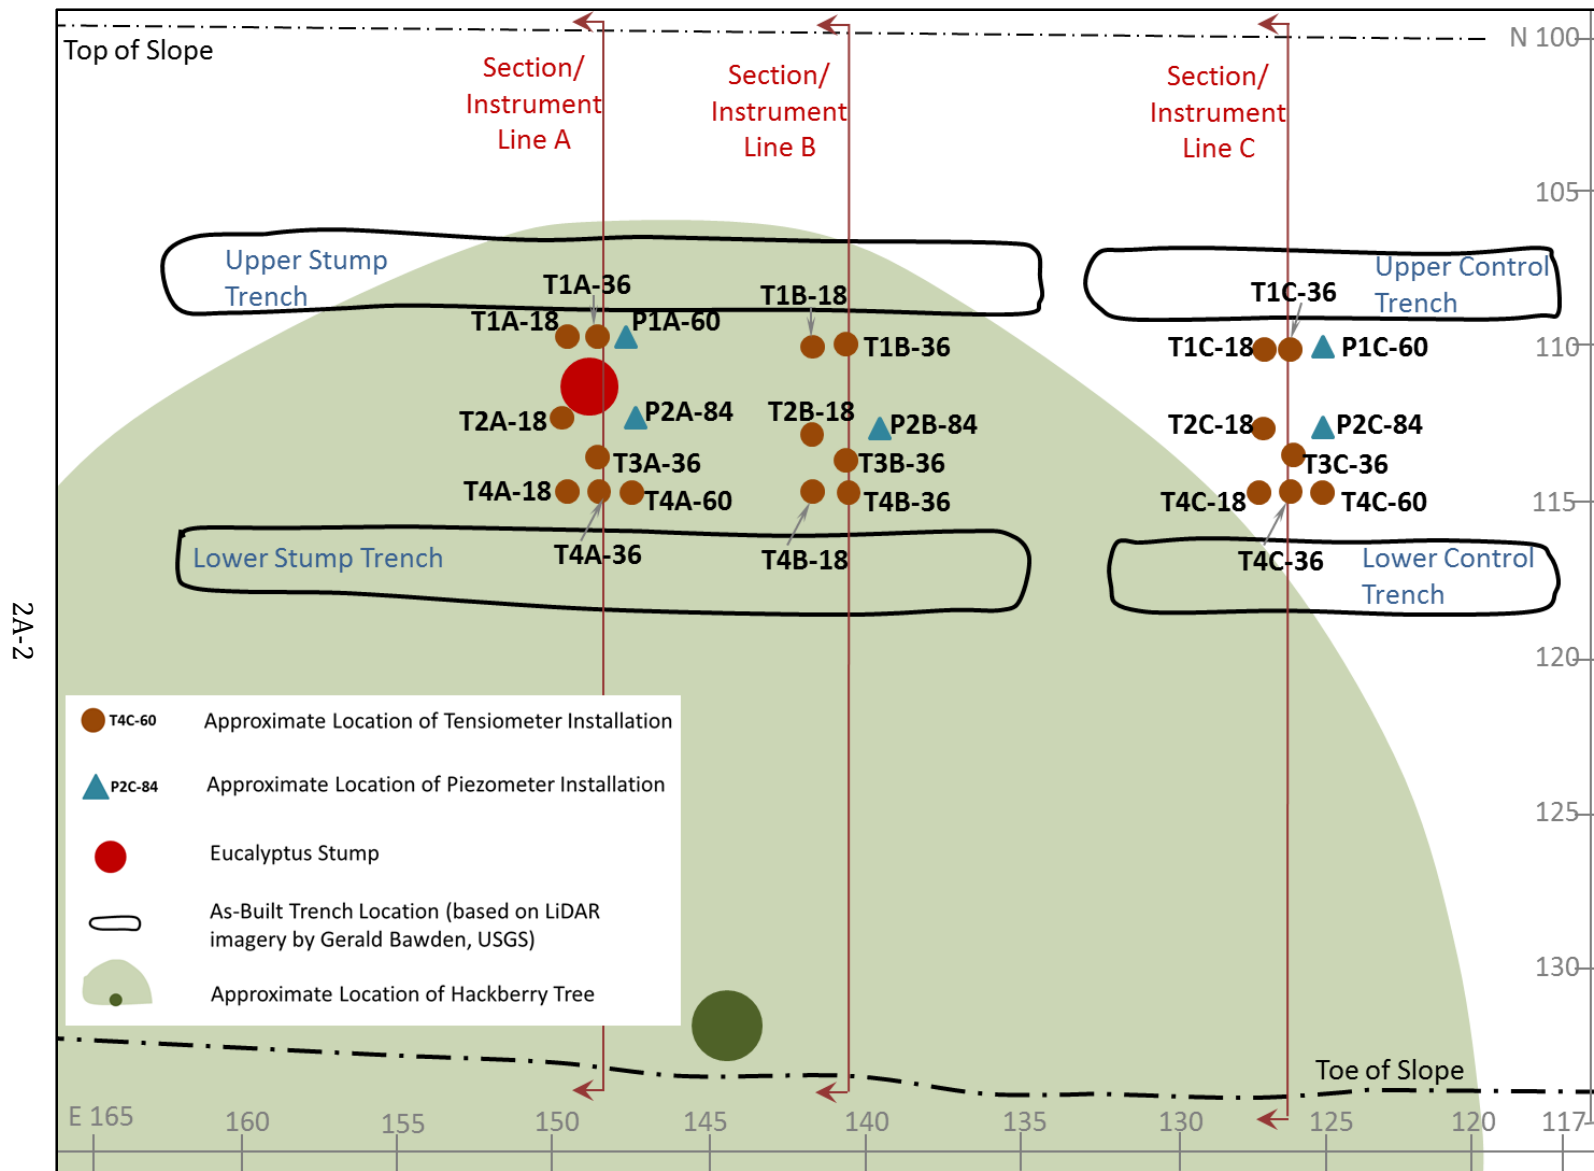 Top of Slope
N 100
Section/
Instrument
Line A
Section/
Instrument
Line B
Section/
Instrument
Line C
105
Upper Stump
Trench
Upper Control
Trench
T1A-36
T1B-18
T1C-36
T1A-18
P1A-60
T1B-36
T1C-18
P1C-60
110
T2A-18
P2A-84
T2B-18
P2B-84
T2C-18
P2C-84
T3A-36
T3B-36
T3C-36
T4A-18
T4A-60
T4B-36
T4C-18
T4C-60
115
T4A-36
T4B-18
T4C-36
Lower Stump Trench
Lower Control
Trench
2A-2
120
T4C-60 Approximate Location of Tensiometer Installation
P2C-84 Approximate Location of Piezometer Installation
Eucalyptus Stump
As-Built Trench Location (based on LiDAR
imagery by Gerald Bawden, USGS)
Approximate Location of Hackberry Tree
125
130
Toe of Slope
E 165 160 155 150 145 140 135 130 125 120 117